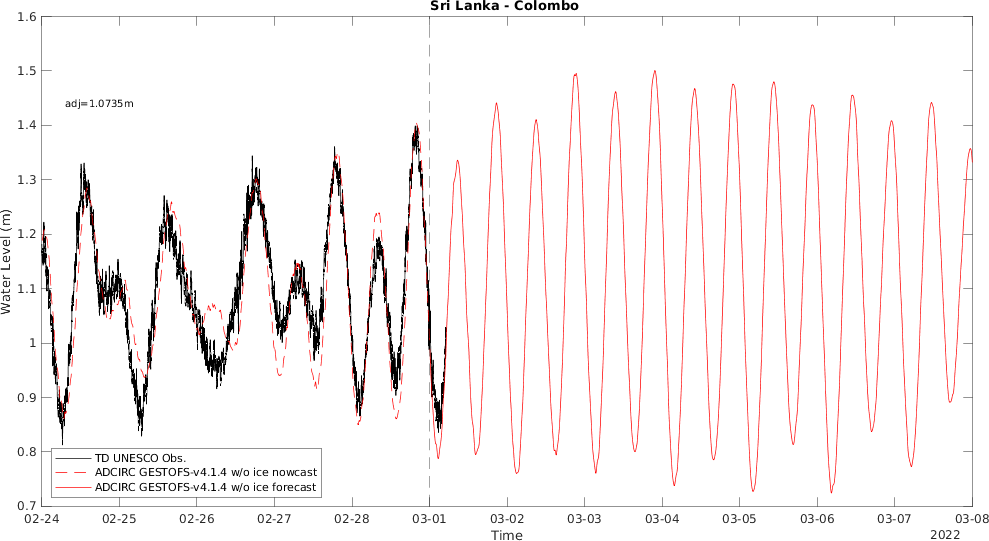 Sri Lanka - Colombo
1.6
1.5
1.4
1.3
1.2
1.1
1
0.9
0.8
0.7
Water Level (m)
adj=1.0735m
TD UNESCO Obs.
ADCIRC GESTOFS-v4.1.4 w/o ice nowcast
ADCIRC GESTOFS-v4.1.4 w/o ice forecast
02-24 02-25 02-26 02-27 02-28 03-01 03-02 03-03 03-04 03-05 03-06 03-07 03-08
Time
2022